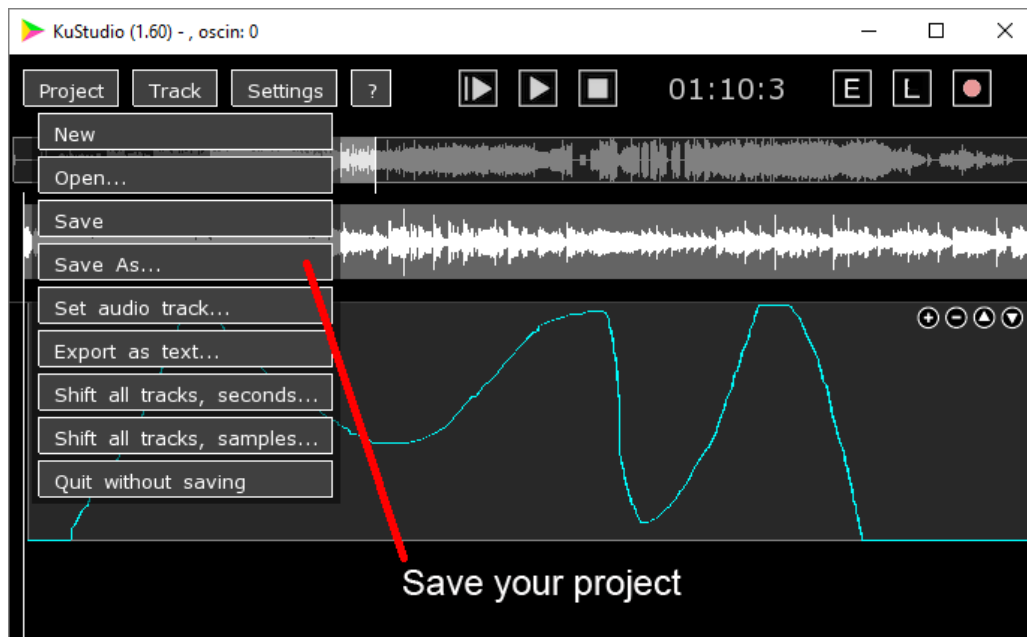 KuStudio (1.60) - , oscin: 0
Project Track Settings ? 01:10:3 E L
New
Open...
Save
Save As...
Set audio track...
Export as text...
Shift all tracks, seconds...
Shift all tracks, samples...
Quit without saving
Save your project